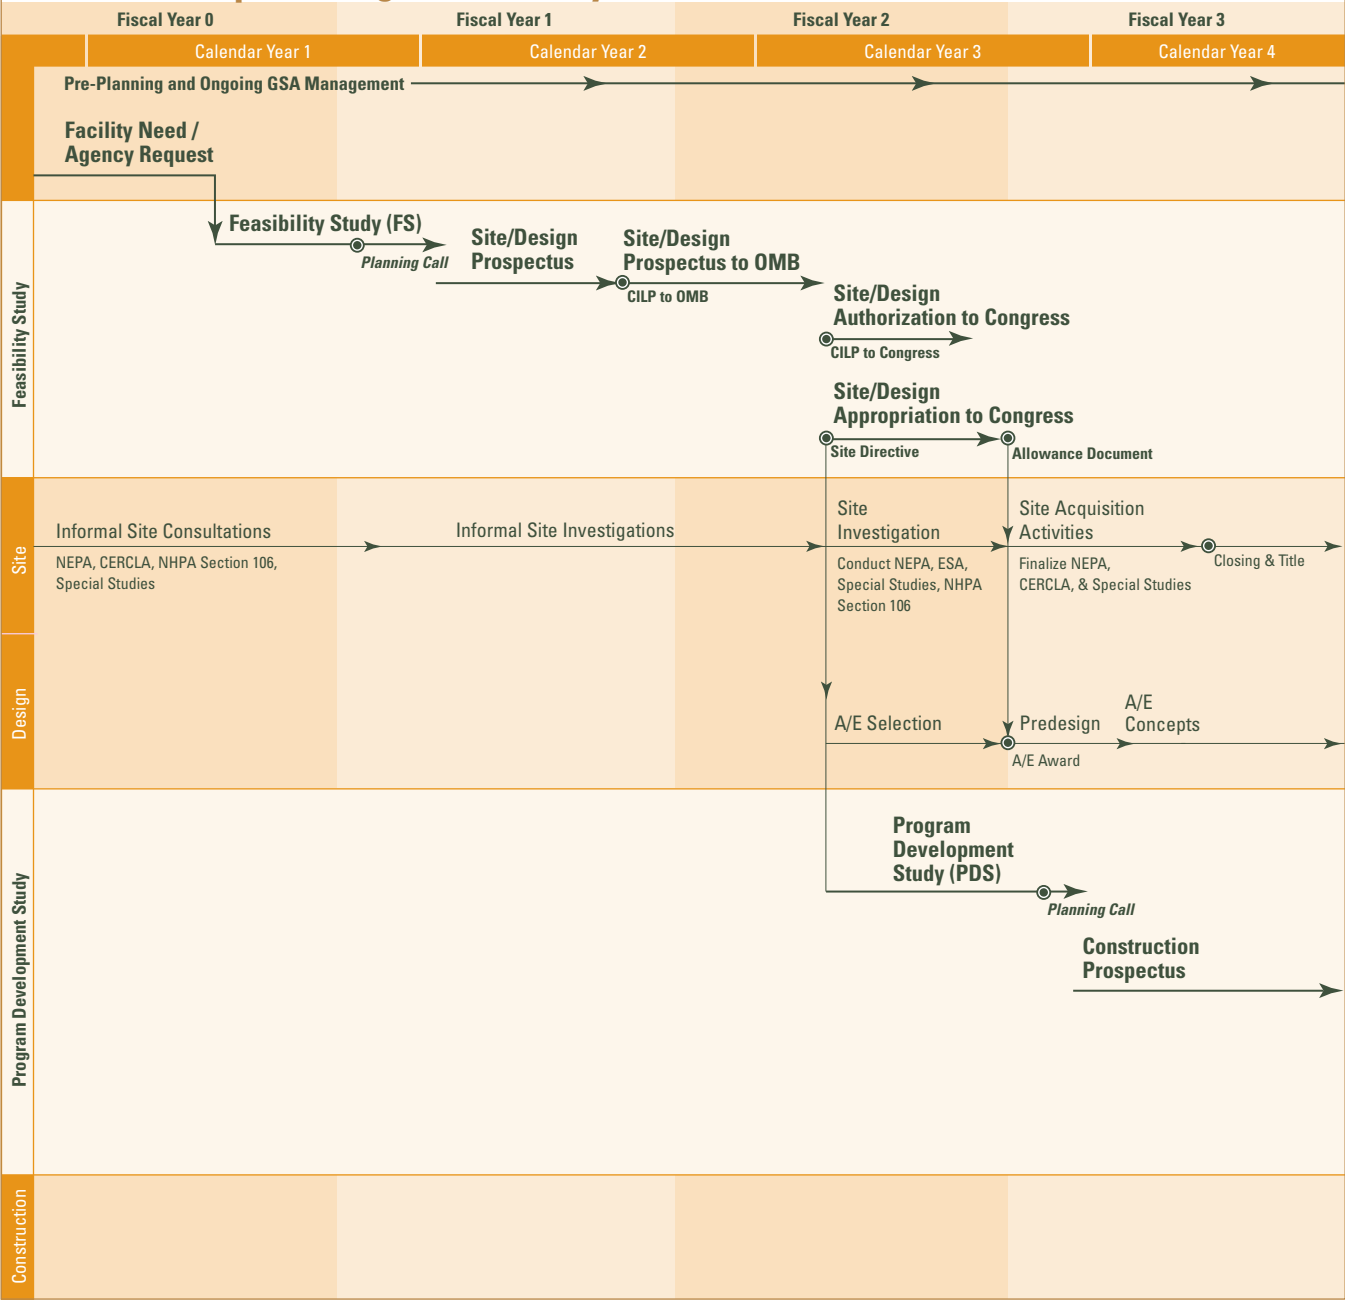 Fiscal Year 0
Fiscal Year 1
Fiscal Year 2
Fiscal Year 3
Calendar Year 1
Calendar Year 2
Calendar Year 3
Calendar Year 4
Pre-Planning and Ongoing GSA Management
Facility Need /
Agency Request
Feasibility Study
Feasibility Study (FS)
Planning Call
Site/Design
Prospectus
Site/Design
Prospectus to OMB
CILP to OMB
Site/Design
Authorization to Congress
CILP to Congress
Site/Design
Appropriation to Congress
Site Directive
Allowance Document
Site
Informal Site Consultations
NEPA, CERCLA, NHPA Section 106,
Special Studies
Informal Site Investigations
Site
Investigation
Conduct NEPA, ESA,
Special Studies, NHPA
Section 106
Site Acquisition
Activities
Finalize NEPA,
CERCLA, & Special Studies
Closing & Title
Design
A/E Selection
Predesign
A/E Award
A/E
Concepts
Program Development Study
Program
Development
Study (PDS)
Planning Call
Construction
Prospectus
Construction